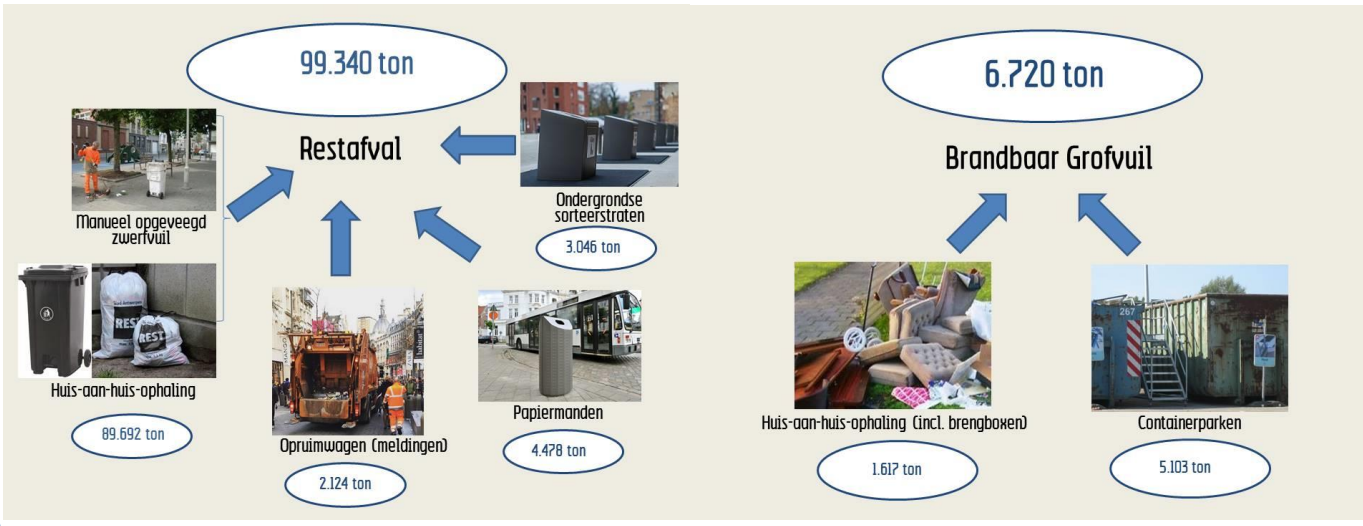 99.340 ton
Restafval
Manueel opgeveegd
zwerfvuil
Ondergrondse
sorteerstraten
3.046 ton
REST
REST
Huis-aan-huis-ophaling
89.692 ton
Opruimwagen (meldingen)
2.124 ton
Papiermanden
4.478 ton
6.720 ton
Brandbaar Grofvuil
Huis-aan-huis-ophaling (incl. brengboxen)
1.617 ton
267
Containerparken
5.103 ton